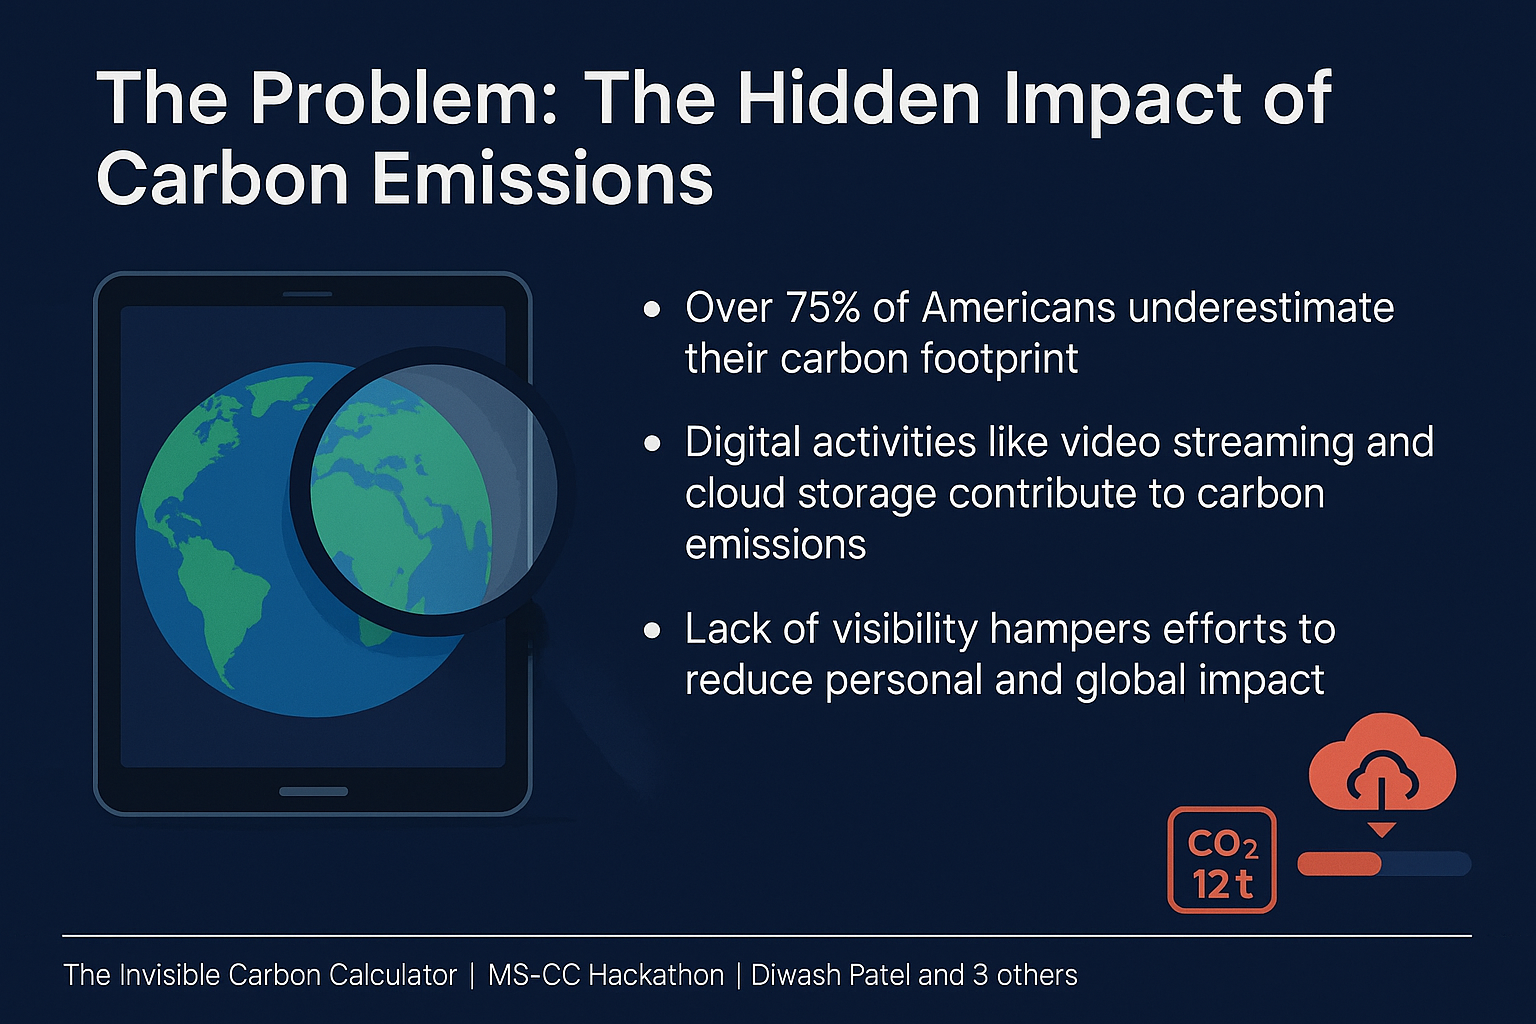 The Problem: The Hidden Impact of
Carbon Emissions
• Over 75% of Americans underestimate
their carbon footprint
• Digital activities like video streaming and
cloud storage contribute to carbon
emissions
• Lack of visibility hampers efforts to
reduce personal and global impact
CO₂
12 t
The Invisible Carbon Calculator | MS-CC Hackathon | Diwash Patel and 3 others